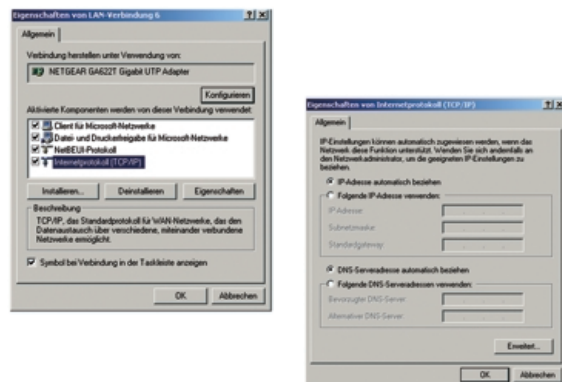 Eigenschaften von LAN-Verbindung 6
Allgemein
Verbindung herstellen unter Verwendung von:
NETGEAR GA622T Gigabit UTP Adapter
Konfigurieren
Aktivierte Komponenten werden von dieser Verbindung verwendet:
Client für Microsoft-Netzwerke
Datei- und Druckerfreigabe für Microsoft-Netzwerke
NetBEUI-Protokoll
Internetprotokoll (TCP/IP)
Installieren...
Deinstallieren
Eigenschaften
Beschreibung
TCP/IP, das Standardprotokoll für WAN-Netzwerke, das den
Datenaustausch über verschiedene, miteinander verbundene
Netzwerke ermöglicht.
Symbol bei Verbindung in der Taskleiste anzeigen
OK
Abbrechen
Eigenschaften von Internetprotokoll (TCP/IP)
Allgemein
IP-Einstellungen können automatisch zugewiesen werden, wenn das
Netzwerk diese Funktion unterstützt. Wenden Sie sich andernfalls an
den Netzwerkadministrator, um die geeigneten IP-Einstellungen zu
beziehen.
IP-Adresse automatisch beziehen
Folgende IP-Adresse verwenden:
IP-Adresse:
Subnetzmaske:
Standardgateway:
DNS-Serveradresse automatisch beziehen
Folgende DNS-Serveradressen verwenden:
Bevorzugter DNS-Server:
Alternativer DNS-Server:
Erweitert...
OK
Abbrechen